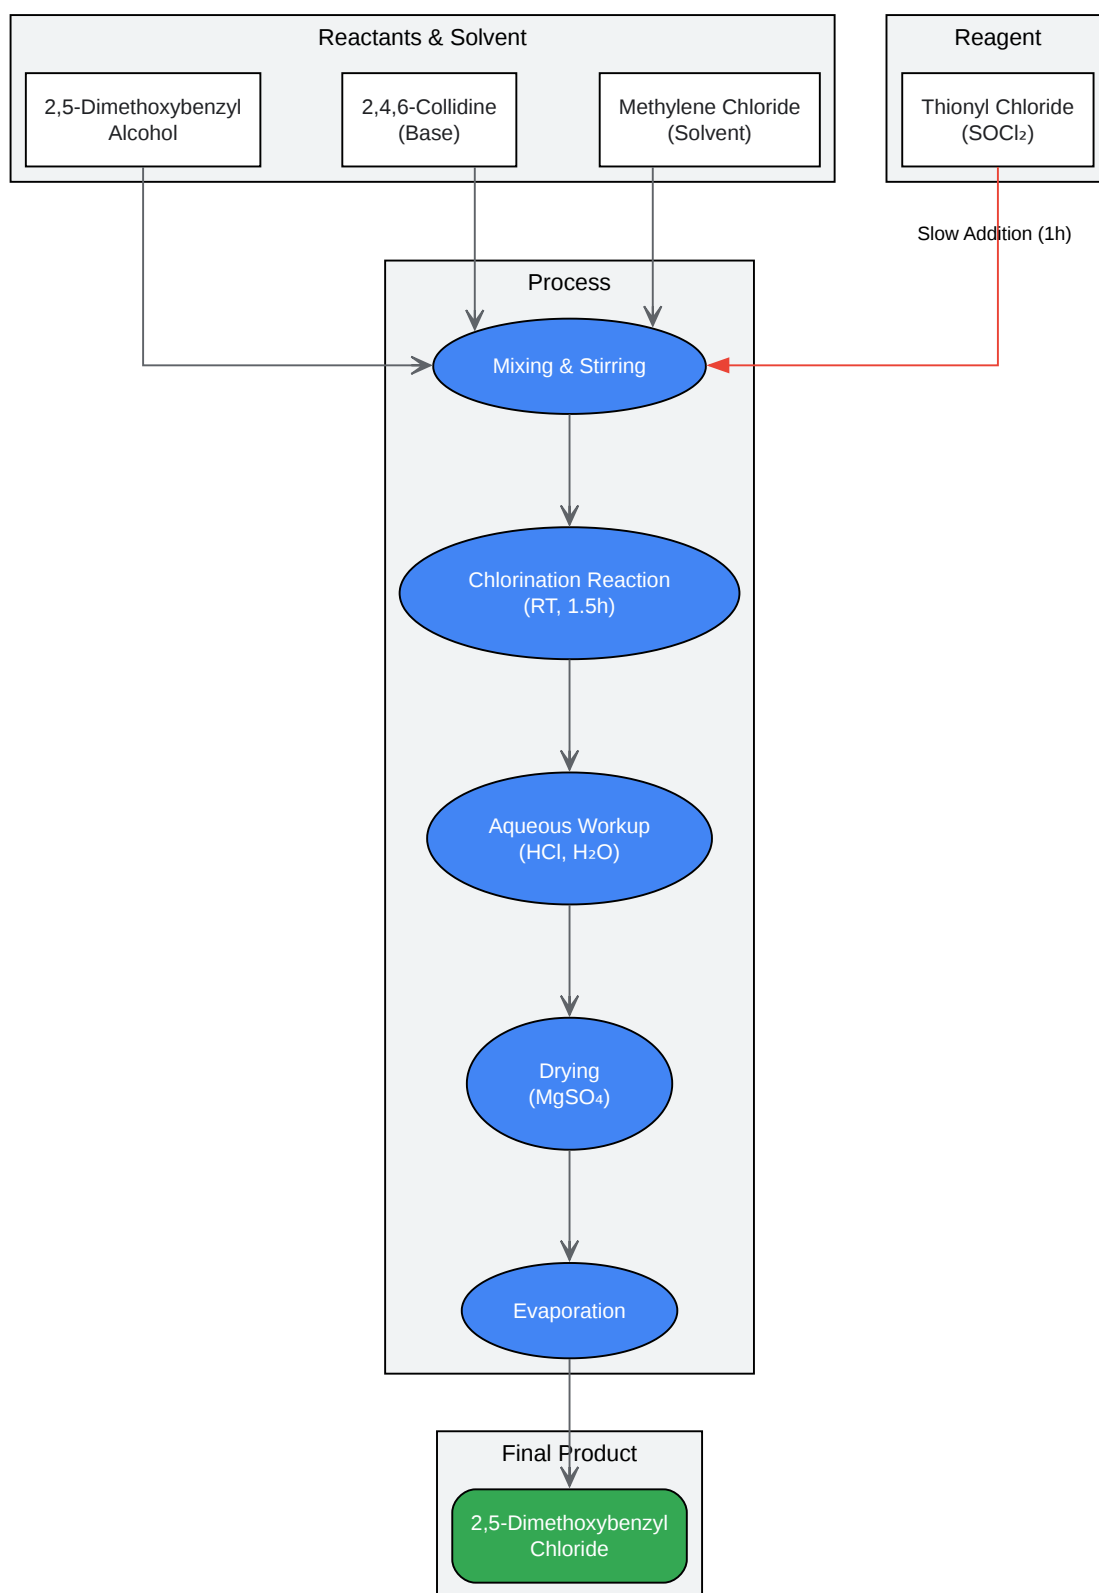 Reactants & Solvent
Reagent
2,5-Dimethoxybenzyl
Alcohol
2,4,6-Collidine
(Base)
Methylene Chloride
(Solvent)
Thionyl Chloride
(SOCl₂)
Slow Addition (1h)
Process
Mixing & Stirring
Chlorination Reaction
(RT, 1.5h)
Aqueous Workup
(HCl, H₂O)
Drying
(MgSO₄)
Evaporation
Final Product
2,5-Dimethoxybenzyl
Chloride